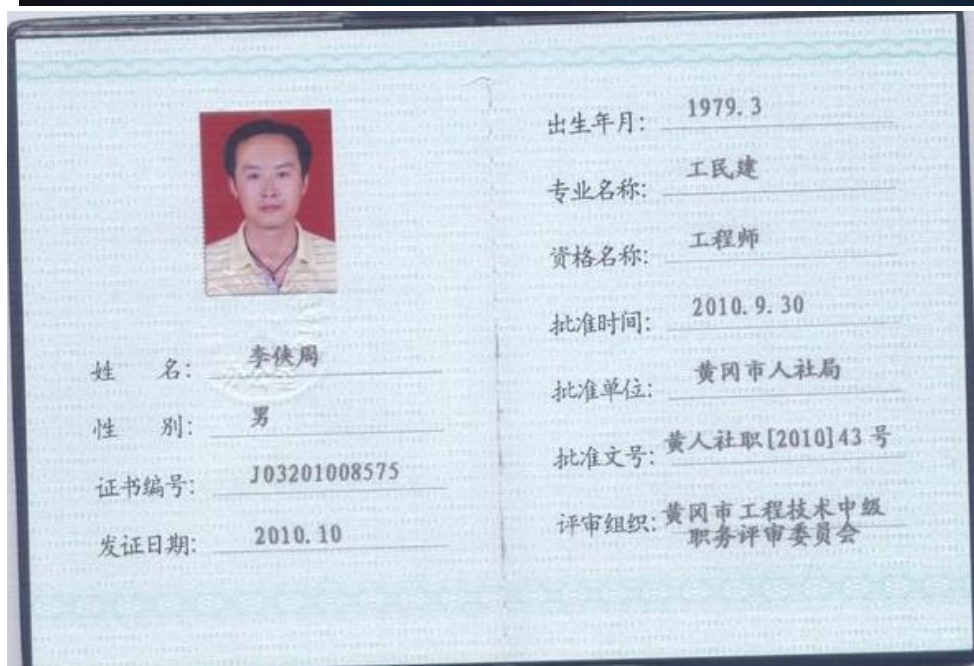 姓 名: 李侠周
性 别: 男
证书编号: J03201008575
发证日期: 2010.10
出生年月: 1979.3
专业名称: 工民建
资格名称: 工程师
批准时间: 2010.9.30
批准单位: 黄冈市人社局
批准文号: 黄人社职[2010]43号
评审组织: 黄冈市工程技术中级
职务评审委员会